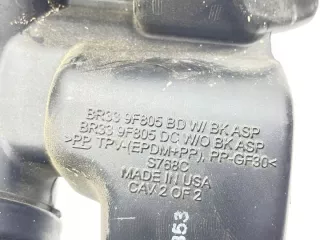 BR33 9F805 BD W/ BK ASP
BR33 9F805 DC W/O BK ASP
>PP TPV-(EPDM+PP), PP-GF30<
S768C
MADE IN USA
CAV 2 OF 2